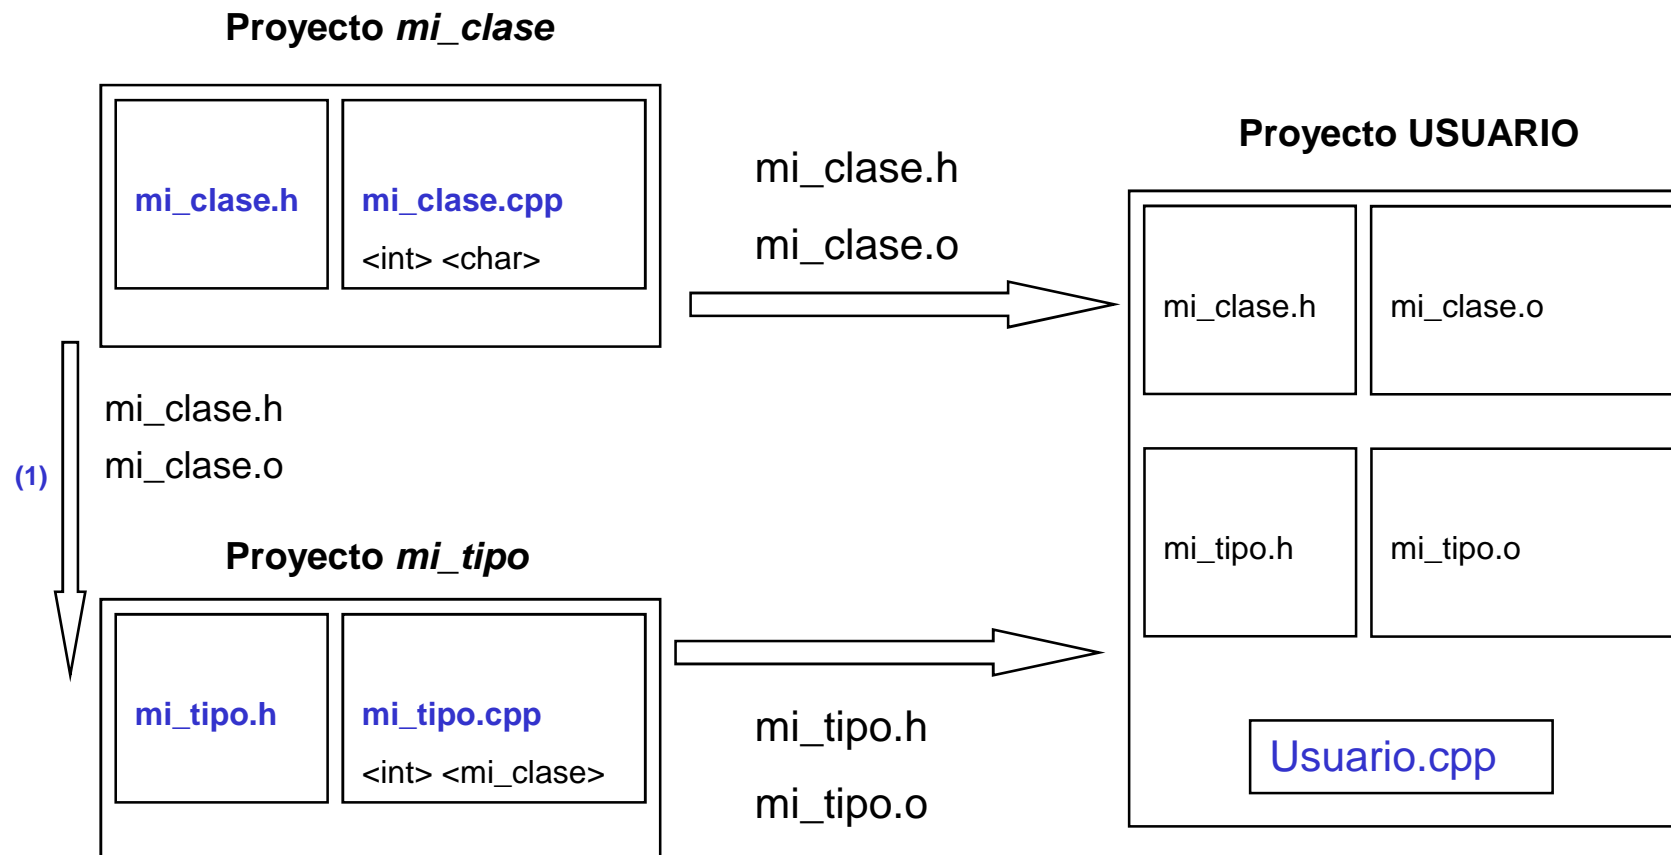 Proyecto mi_clase
mi_clase.h
mi_clase.cpp
<int> <char>
mi_clase.h
mi_clase.o
Proyecto USUARIO
mi_clase.h
mi_clase.o
mi_tipo.h
mi_tipo.o
Usuario.cpp
(1)
mi_clase.h
mi_clase.o
Proyecto mi_tipo
mi_tipo.h
mi_tipo.cpp
<int> <mi_clase>
mi_tipo.h
mi_tipo.o